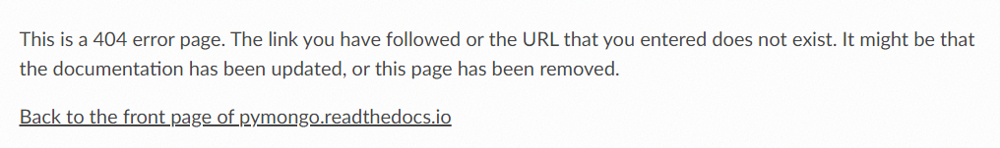 This is a 404 error page. The link you have followed or the URL that you entered does not exist. It might be that
the documentation has been updated, or this page has been removed.
Back to the front page of pymongo.readthedocs.io